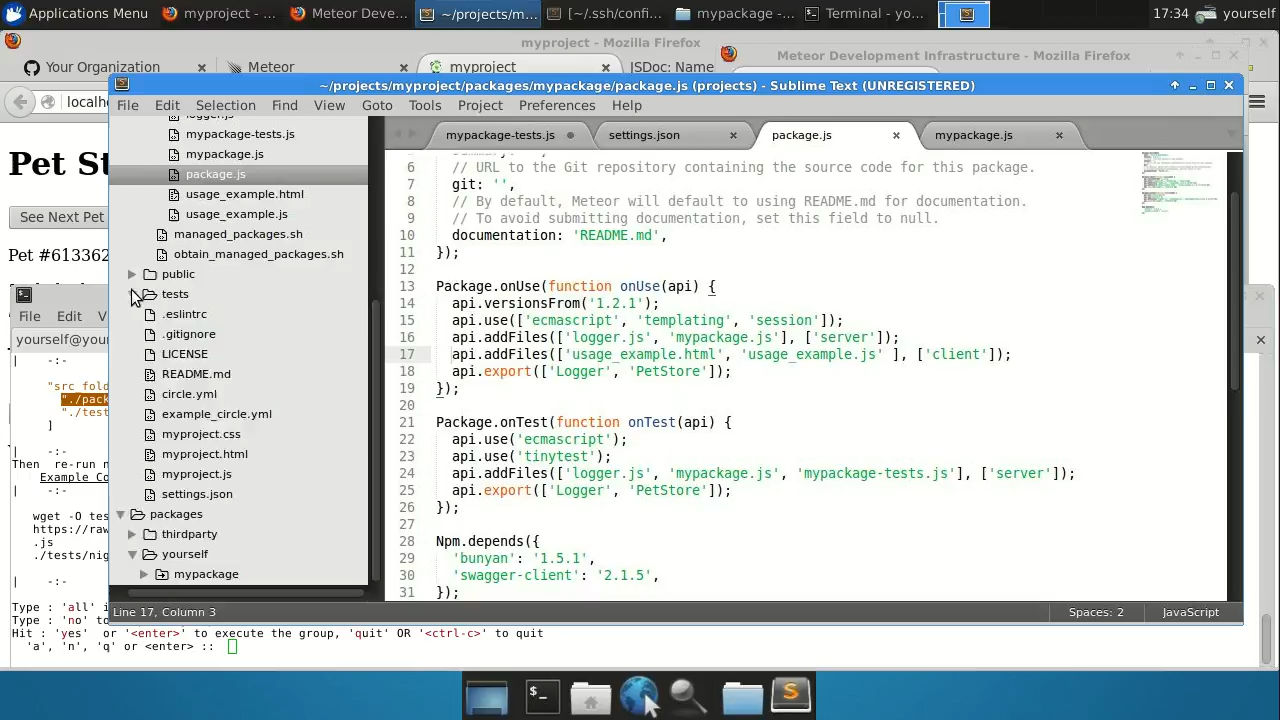 Applications Menu
myproject - ...
Meteor Deve...
~/projects/m...
[~/.ssh/confi...
mypackage -...
Terminal - yo...
17:34
yourself
myproject - Mozilla Firefox
Meteor Development Infrastructure - Mozilla Firefox
Your Organization
Meteor
myproject
JSDoc: Name
localho
~/projects/myproject/packages/mypackage/package.js (projects) - Sublime Text (UNREGISTERED)
File Edit Selection Find View Goto Tools Project Preferences Help
mypackage-tests.js
settings.json
package.js
mypackage.js
Pet St
See Next Pet
Pet #613362
logger.js
mypackage-tests.js
mypackage.js
package.js
usage_example.html
usage_example.js
managed_packages.sh
obtain_managed_packages.sh
public
tests
.eslintrc
.gitignore
LICENSE
README.md
circle.yml
example_circle.yml
myproject.css
myproject.html
myproject.js
settings.json
packages
thirdparty
yourself
mypackage
6 // URL to the Git repository containing the source code for this package.
7 git: '',
8 // By default, Meteor will default to using README.md for documentation.
9 // To avoid submitting documentation, set this field to null.
10 documentation: 'README.md',
11 });
12
13 Package.onUse(function onUse(api) {
14 api.versionsFrom('1.2.1');
15 api.use(['ecmascript', 'templating', 'session']);
16 api.addFiles(['logger.js', 'mypackage.js'], ['server']);
17 api.addFiles(['usage_example.html', 'usage_example.js' ], ['client']);
18 api.export(['Logger', 'PetStore']);
19 });
20
21 Package.onTest(function onTest(api) {
22 api.use('ecmascript');
23 api.use('tinytest');
24 api.addFiles(['logger.js', 'mypackage.js', 'mypackage-tests.js'], ['server']);
25 api.export(['Logger', 'PetStore']);
26 });
27
28 Npm.depends({
29 'bunyan': '1.5.1',
30 'swagger-client': '2.1.5',
31 });
Line 17, Column 3
Spaces: 2
JavaScript
File Edit V
yourself@your
| -:-
"src_fold
"./pack
"./test
]
| -:-
Then re-run n
Example Co
| -:-
wget -O tes
https://raw
.js
./tests/nig
| -:-
Type : 'all' i
Type : 'no' to
Hit : 'yes' or '<enter>' to execute the group, 'quit' OR '<ctrl-c>' to quit
'a', 'n', 'q' or <enter> ::